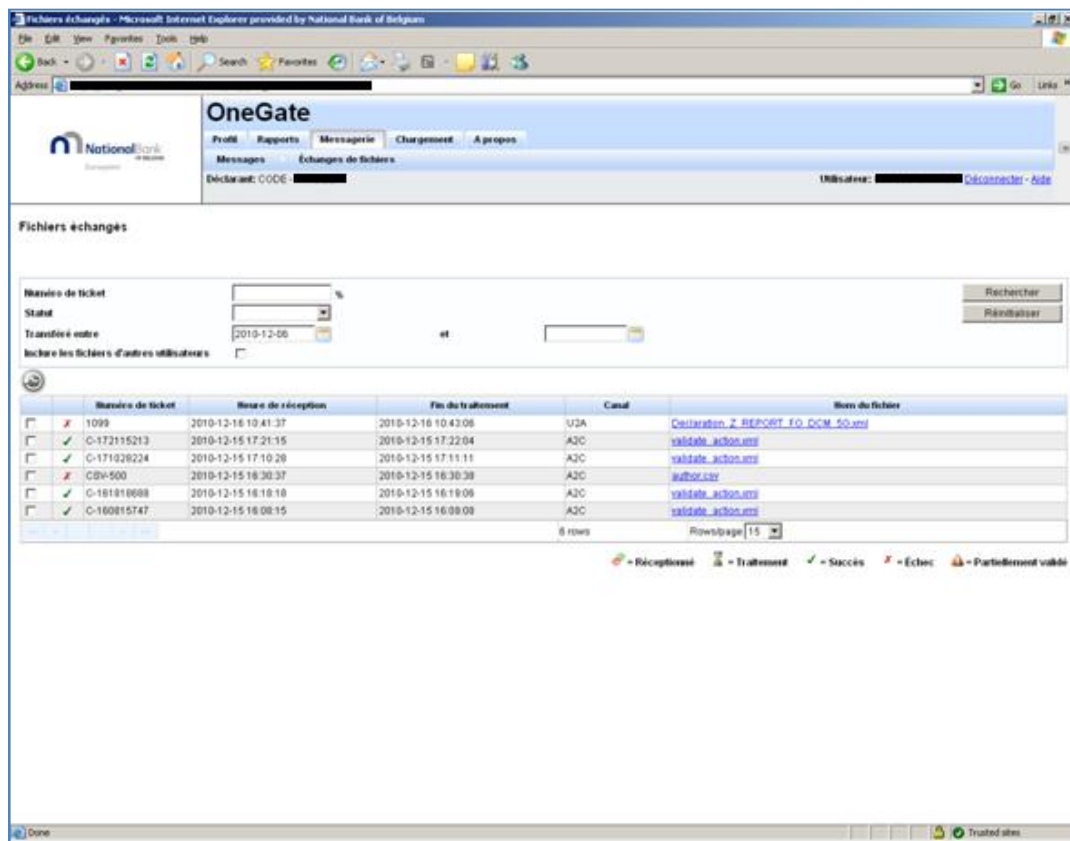 Fichiers échangés - Microsoft Internet Explorer provided by National Bank of Belgium
File Edit View Favorites Tools Help
Back Search Favorites
Address Go Links
OneGate
Profil Rapports Messagerie Chargement A propos
NationalBank
OF BELGIUM
Eurosystem
Messages Échanges de fichiers
Déclarant: CODE - Utilisateur: Déconnecter - Aide
Fichiers échangés
Numéro de ticket % Rechercher
Statut Réinitialiser
Transféré entre 2010-12-06 et
Inclure les fichiers d'autres utilisateurs
Numéro de ticket Heure de réception Fin du traitement Canal Nom du fichier
1099 2010-12-16 10:41:37 2010-12-16 10:43:06 U2A Declaration_Z_REPORT_FO_DCM_50.xml
C-172115213 2010-12-15 17:21:15 2010-12-15 17:22:04 A2C validate_action.xml
C-171028224 2010-12-15 17:10:28 2010-12-15 17:11:11 A2C validate_action.xml
CSV-500 2010-12-15 16:30:37 2010-12-15 16:30:38 A2C author.csv
C-161818688 2010-12-15 16:18:18 2010-12-15 16:19:06 A2C validate_action.xml
C-160815747 2010-12-15 16:08:15 2010-12-15 16:09:08 A2C validate_action.xml
6 rows Rows/page 15
= Réceptionné = Traitement = Succès = Échec = Partiellement validé
Done Trusted sites